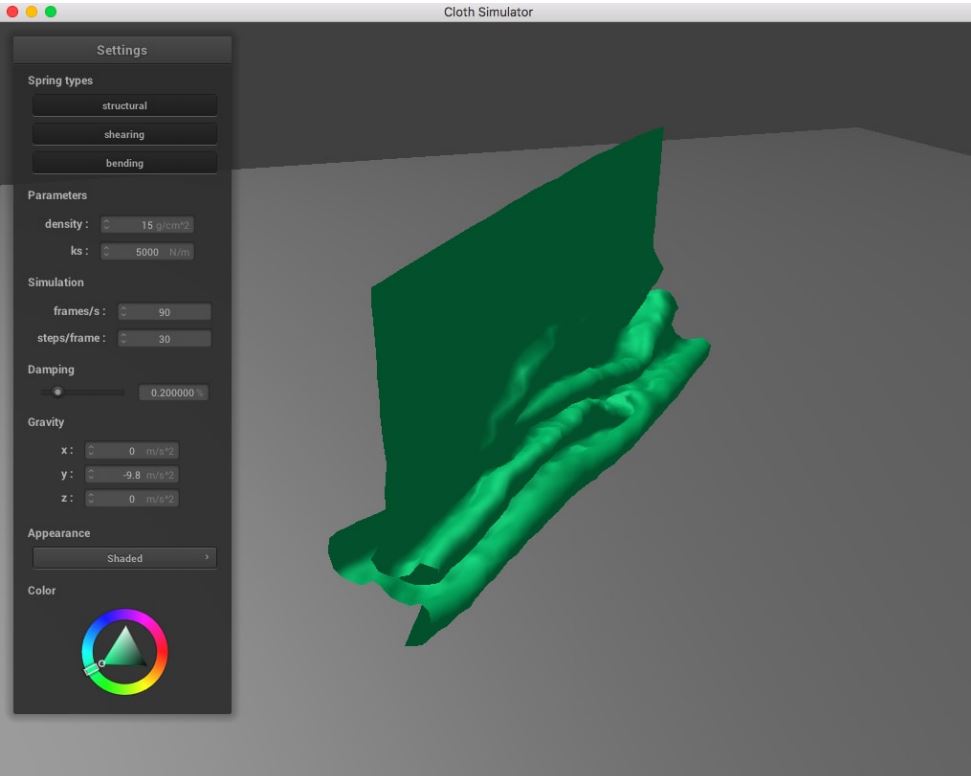 Cloth Simulator
Settings
Spring types
structural
shearing
bending
Parameters
density : 15 g/cm^2
ks : 5000 N/m
Simulation
frames/s : 90
steps/frame : 30
Damping
0.200000 %
Gravity
x : 0 m/s^2
y : -9.8 m/s^2
z : 0 m/s^2
Appearance
Shaded
Color